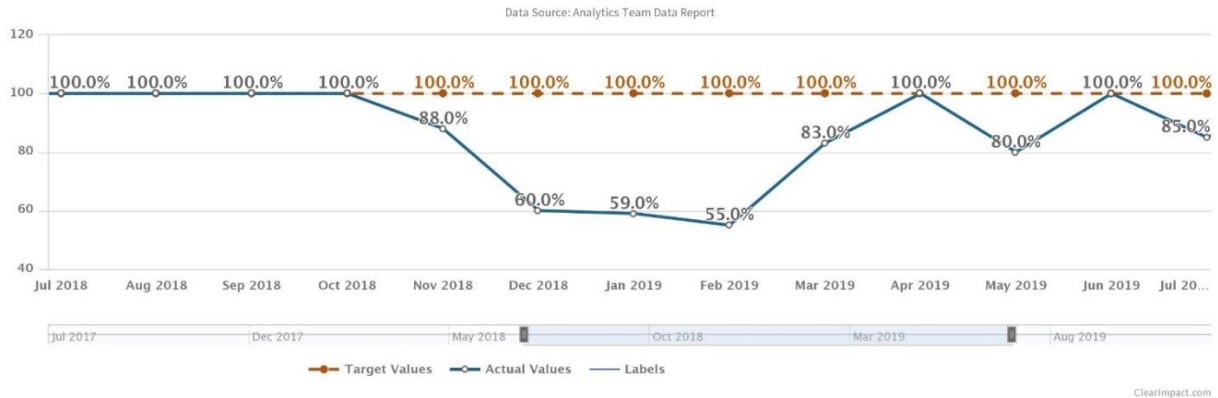 Data Source: Analytics Team Data Report
120
100.0% 100.0% 100.0% 100.0% 100.0% 100.0% 100.0% 100.0% 100.0% 100.0% 100.0% 100.0% 100.0%
100
88.0%
83.0%
80.0%
85.0%
80
60.0%
59.0%
55.0%
60
40
Jul 2018 Aug 2018 Sep 2018 Oct 2018 Nov 2018 Dec 2018 Jan 2019 Feb 2019 Mar 2019 Apr 2019 May 2019 Jun 2019 Jul 20...
Jul 2017 Dec 2017 May 2018 Oct 2018 Mar 2019 Aug 2019
Target Values Actual Values Labels
ClearImpact.com